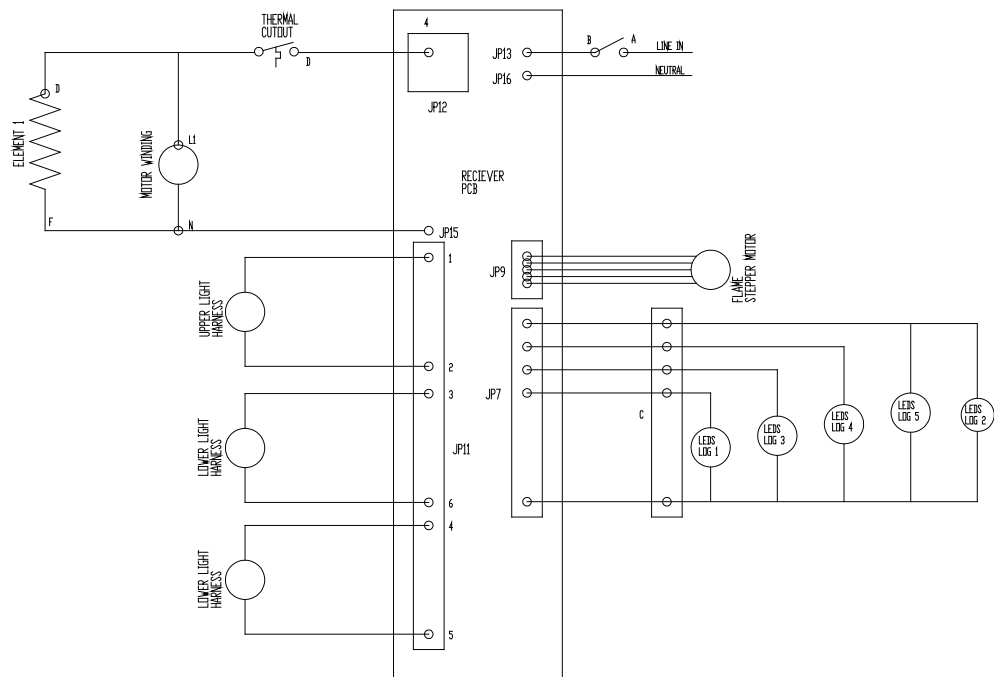 THERMAL
CUTOUT
4
B
A
LINE IN
JP13
D
NEUTRAL
JP16
D
JP12
ELEMENT 1
MOTOR WINDING
L1
RECIEVER
PCB
F
N
JP15
1
JP9
FLAME
STEPPER MOTOR
UPPER LIGHT
HARNESS
2
3
JP7
C
LEDS
LOG 1
LEDS
LOG 3
LEDS
LOG 4
LEDS
LOG 5
LEDS
LOG 2
LOWER LIGHT
HARNESS
JP11
6
4
LOWER LIGHT
HARNESS
5